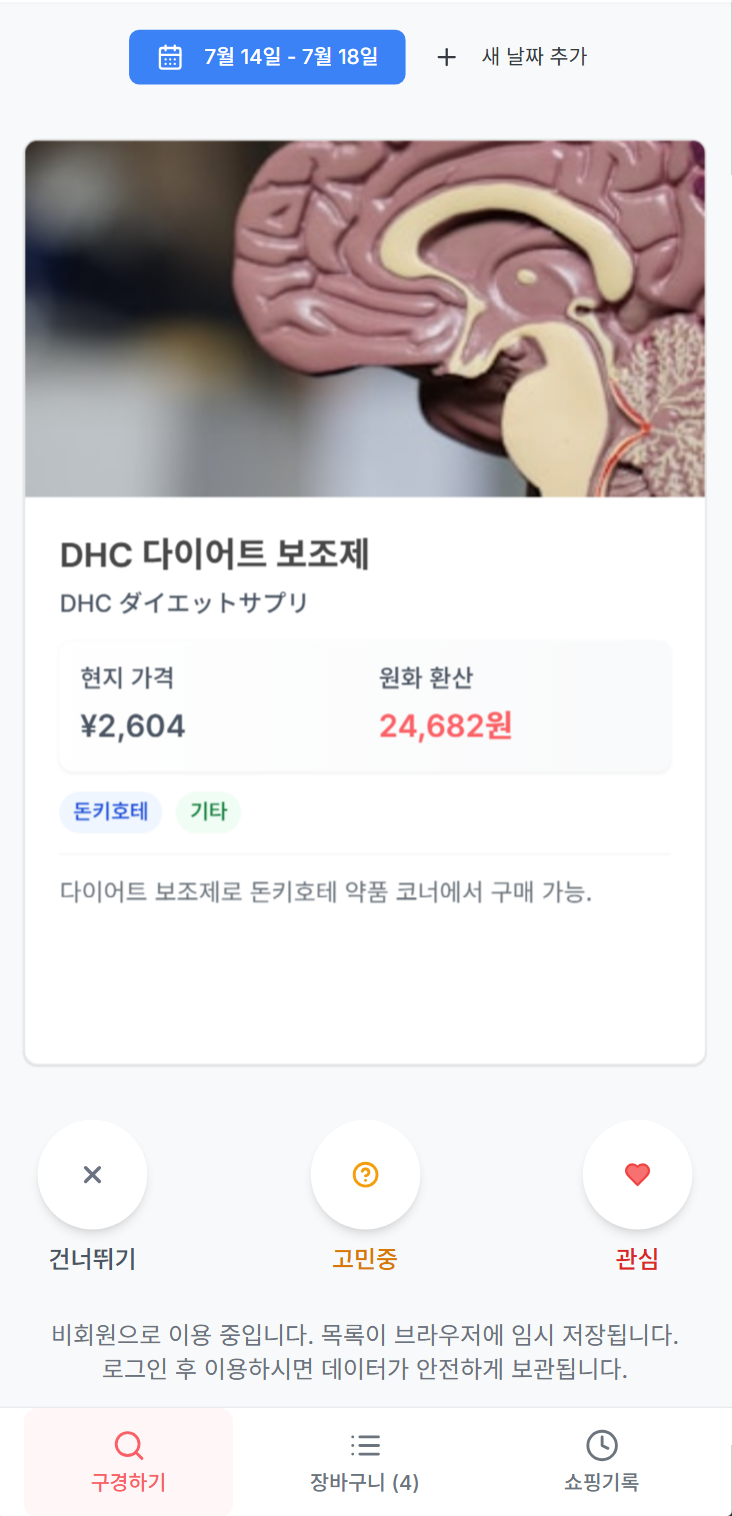 7월 14일 - 7월 18일
새 날짜 추가
DHC 다이어트 보조제
DHC ダイエットサプリ
현지 가격 원화 환산
¥2,604 24,682원
돈키호테 기타
다이어트 보조제로 돈키호테 약품 코너에서 구매 가능.
건너뛰기 고민중 관심
비회원으로 이용 중입니다. 목록이 브라우저에 임시 저장됩니다.
로그인 후 이용하시면 데이터가 안전하게 보관됩니다.
구경하기 장바구니 (4) 쇼핑기록